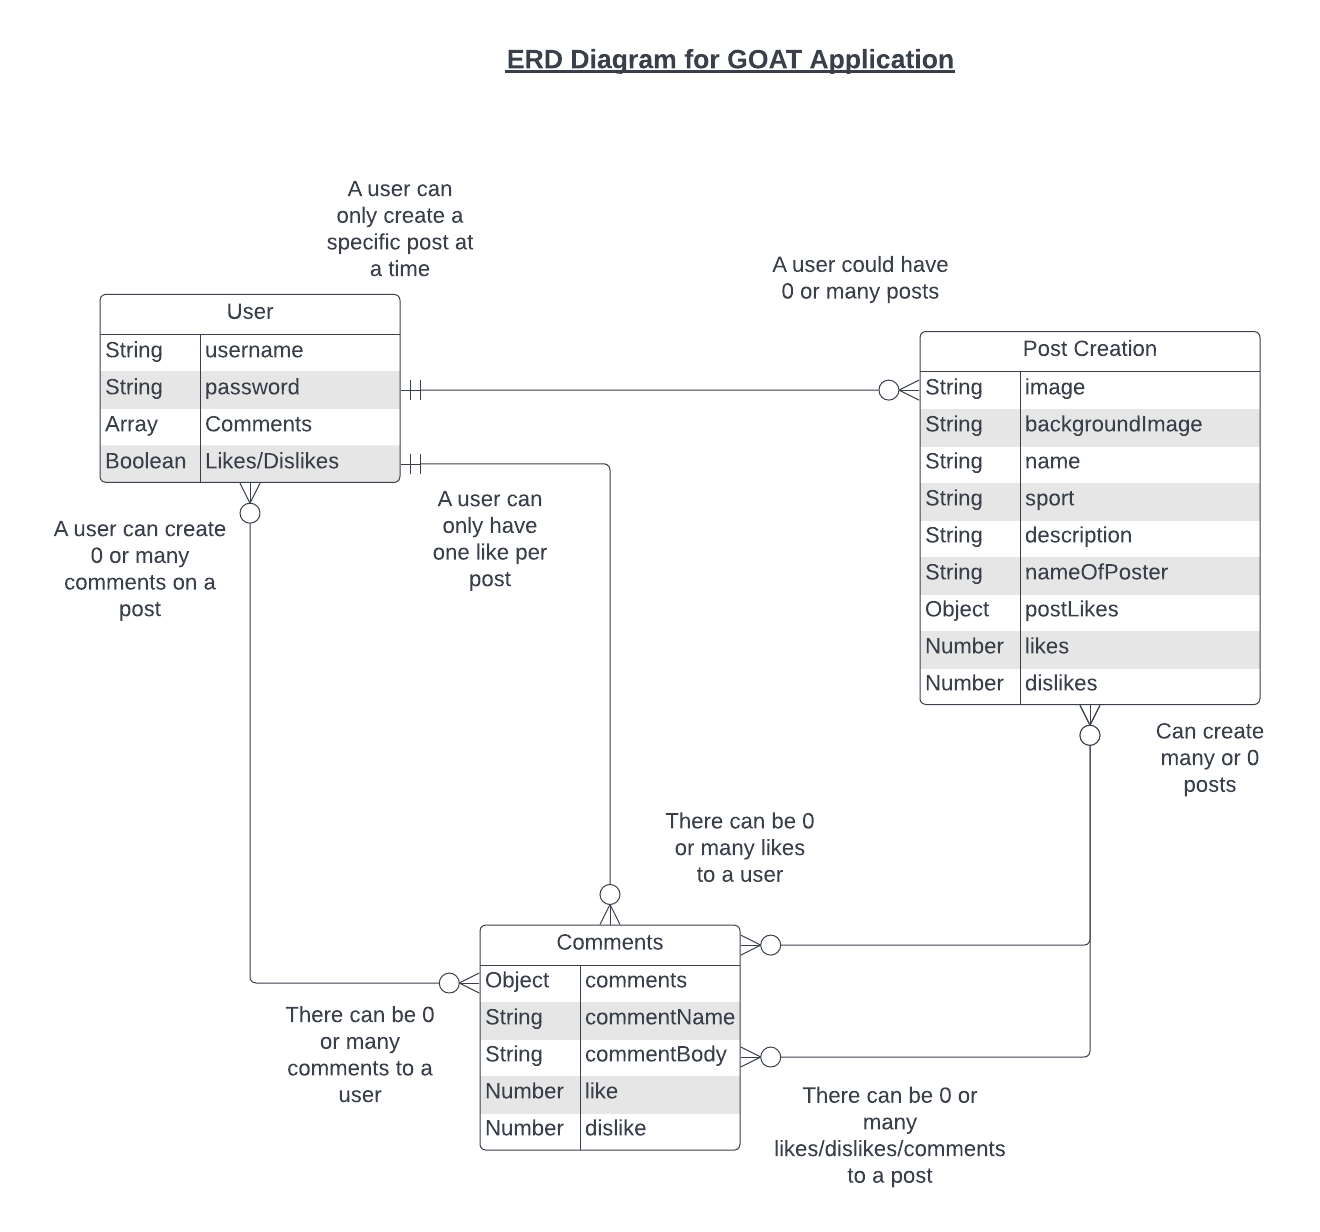 ERD Diagram for GOAT Application
A user can
only create a
specific post at
a time
A user could have
0 or many posts
User
String username
String password
Array Comments
Boolean Likes/Dislikes
Post Creation
String image
String backgroundImage
String name
String sport
String description
String nameOfPoster
Object postLikes
Number likes
Number dislikes
A user can create
0 or many
comments on a
post
A user can
only have
one like per
post
Can create
many or 0
posts
There can be 0
or many likes
to a user
Comments
Object comments
String commentName
String commentBody
Number like
Number dislike
There can be 0
or many
comments to a
user
There can be 0 or
many
likes/dislikes/comments
to a post